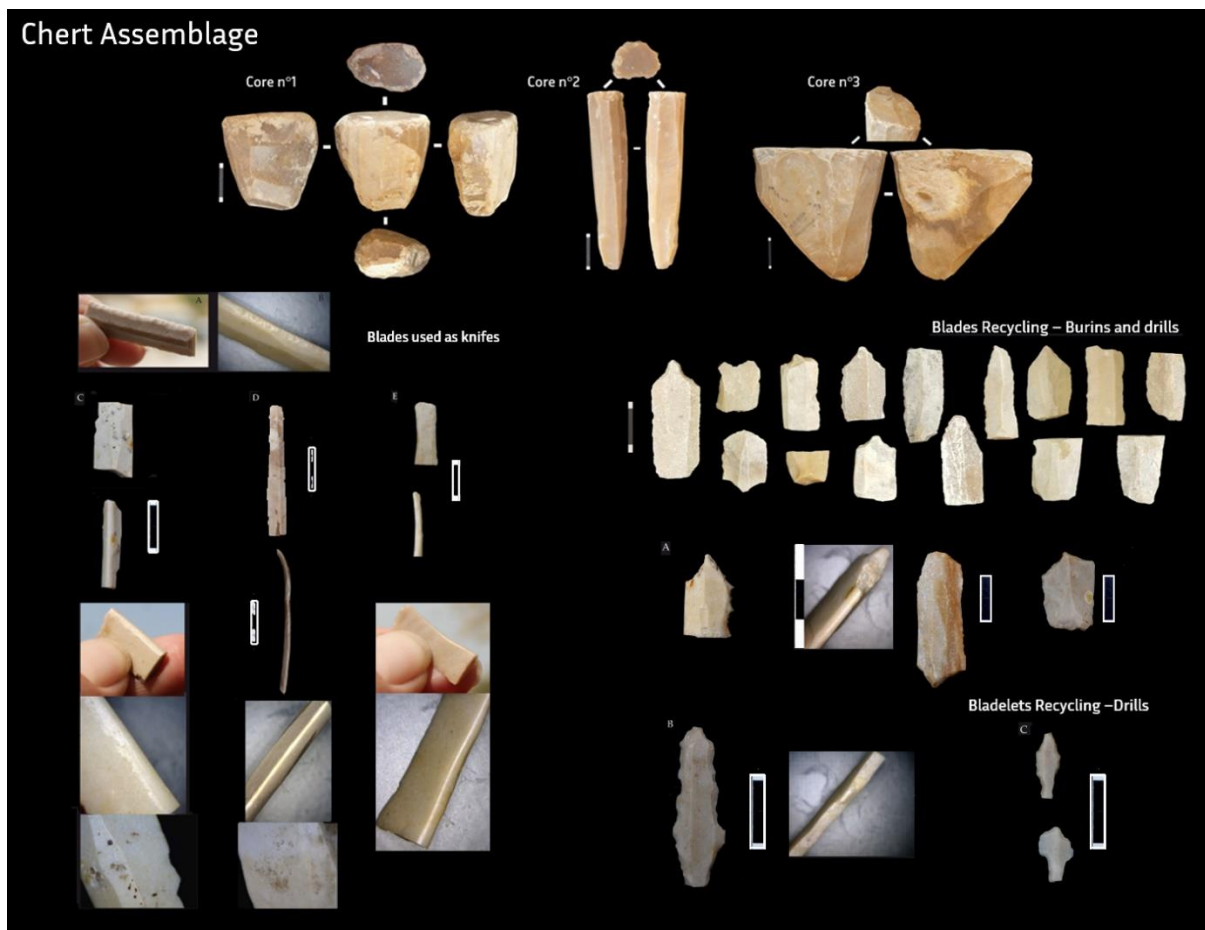 Chert Assemblage
Core n°1
Core n°2
Core n°3
A
B
Blades used as knifes
Blades Recycling – Burins and drills
C
D
E
A
Bladelets Recycling –Drills
B
C